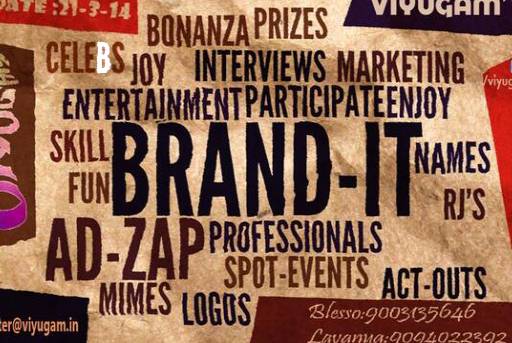 DATE :21-3-14
VIYUGAM'
BONANZA PRIZES
CELEBS
JOY INTERVIEWS MARKETING
ENTERTAINMENT PARTICIPATE ENJOY
SKILL
BRAND-IT
NAMES
FUN
RJ'S
AD-ZAP PROFESSIONALS
SPOT-EVENTS
ACT-OUTS
MIMES LOGOS
Blesso:9003135646
ter@viyugam.in
Lavanya:9094022392